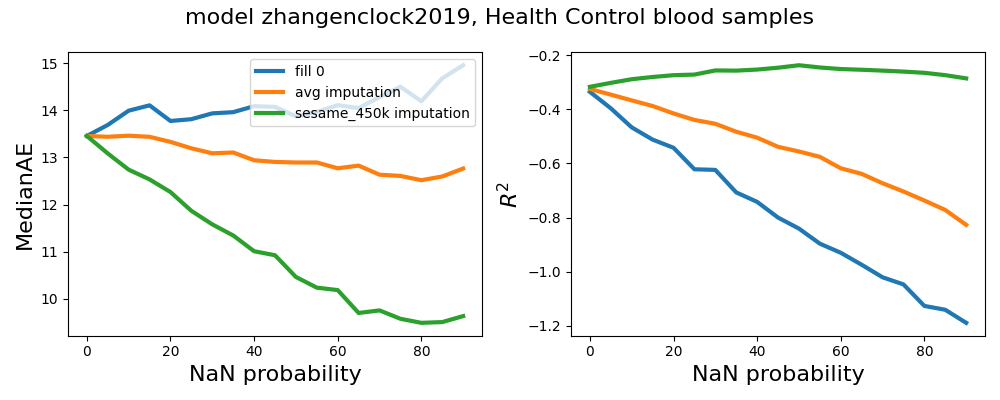 model zhangenclock2019, Health Control blood samples
MedianAE
15
14
13
12
11
10
0
20
40
60
80
NaN probability
fill 0
avg imputation
sesame_450k imputation
R²
−0.2
−0.4
−0.6
−0.8
−1.0
−1.2
0
20
40
60
80
NaN probability